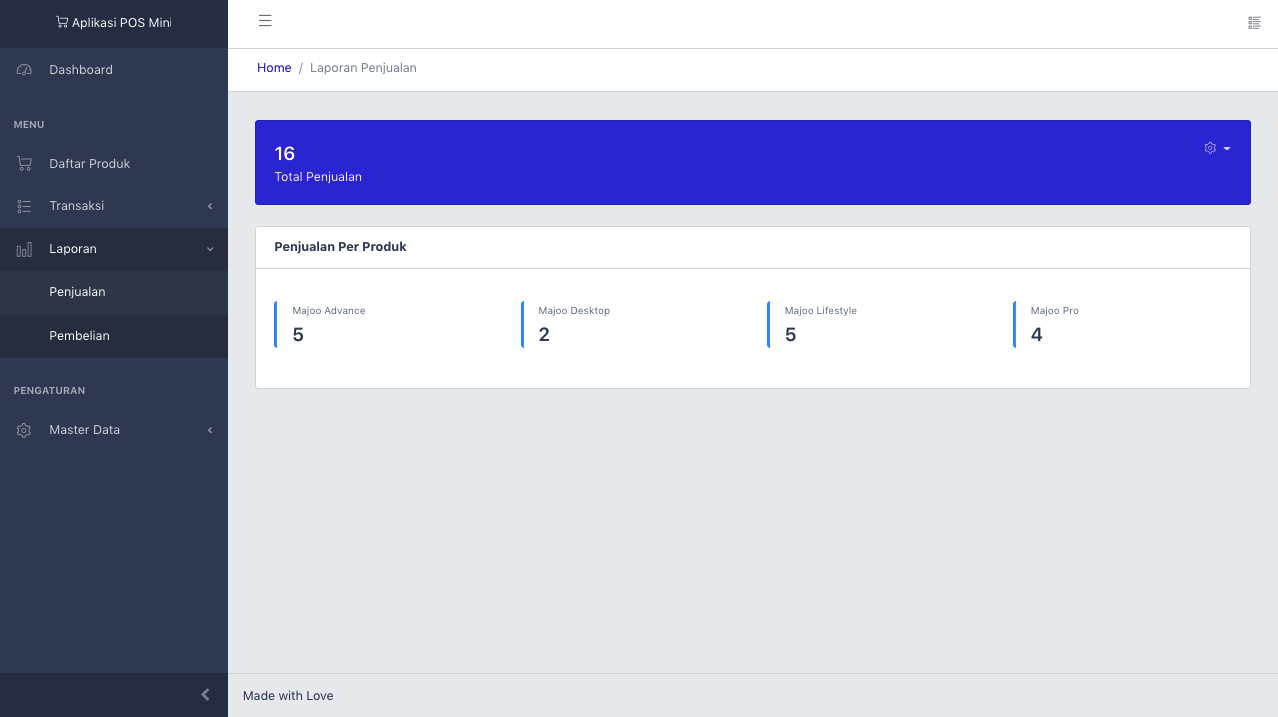 Aplikasi POS Mini
Dashboard
MENU
Daftar Produk
Transaksi
Laporan
Penjualan
Pembelian
PENGATURAN
Master Data
Home / Laporan Penjualan
16
Total Penjualan
Penjualan Per Produk
Majoo Advance
5
Majoo Desktop
2
Majoo Lifestyle
5
Majoo Pro
4
Made with Love